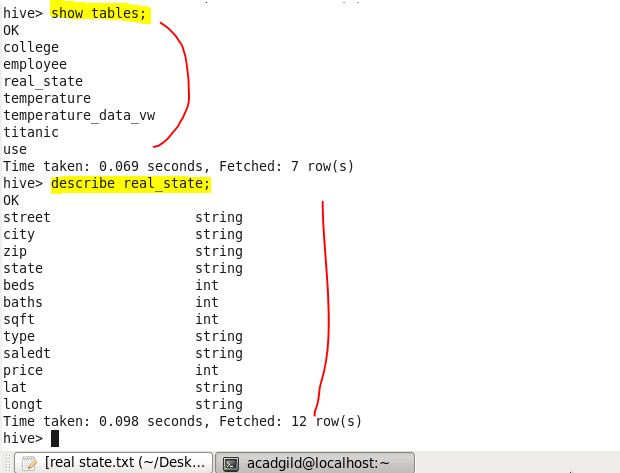 hive> show tables;
OK
college
employee
real_state
temperature
temperature_data_vw
titanic
use
Time taken: 0.069 seconds, Fetched: 7 row(s)
hive> describe real_state;
OK
street string
city string
zip string
state string
beds int
baths int
sqft int
type string
saledt string
price int
lat string
longt string
Time taken: 0.098 seconds, Fetched: 12 row(s)
hive>
[real state.txt (~/Desk... acadgild@localhost:~